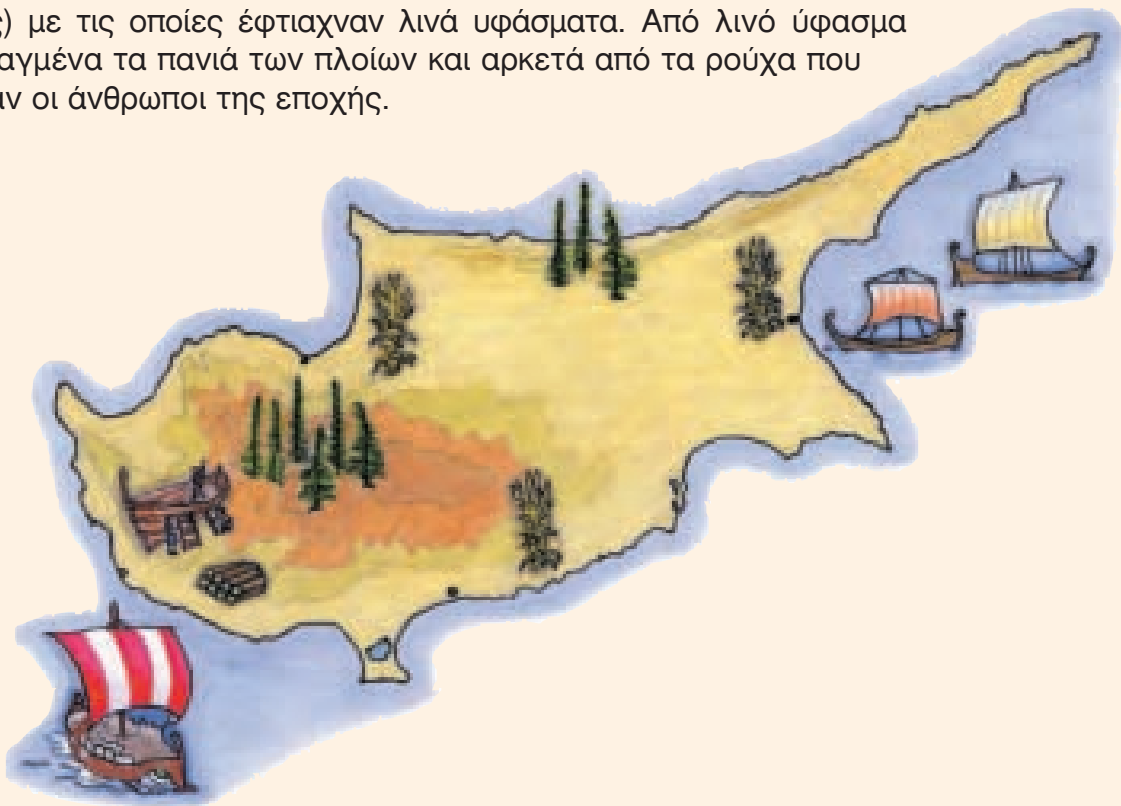 ς) με τις οποίες έφτιαχναν λινά υφάσματα. Από λινό ύφασμα
αγμένα τα πανιά των πλοίων και αρκετά από τα ρούχα που
αν οι άνθρωποι της εποχής.